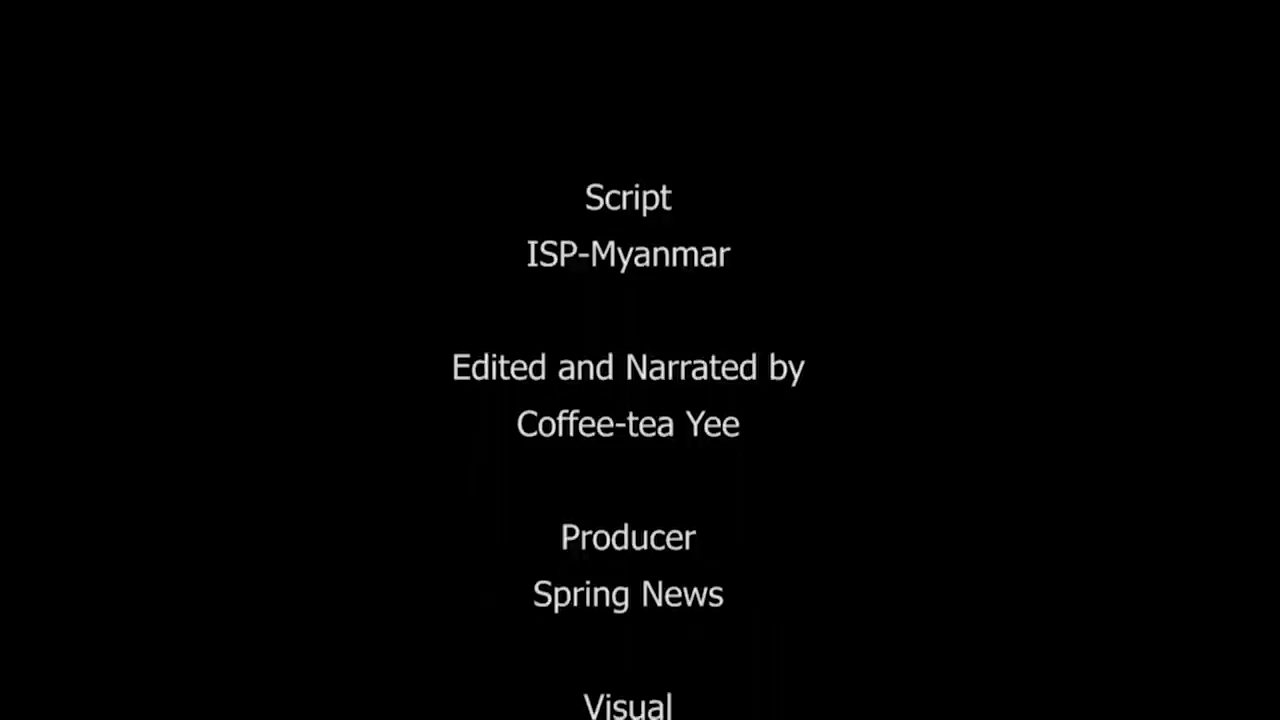 Script
ISP-Myanmar
Edited and Narrated by
Coffee-tea Yee
Producer
Spring News
Visual